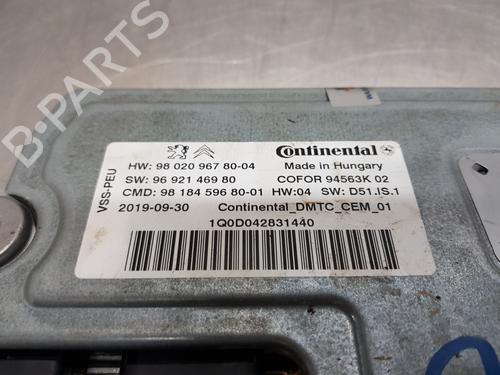 B-PARTS
VSS-PEU
Continental
HW: 98 020 967 80-04 Made in Hungary
SW: 96 921 469 80 COFOR 94563K 02
CMD: 98 184 596 80-01 HW:04 SW: D51.IS.1
2019-09-30 Continental_DMTC_CEM_01
1Q0D042831440